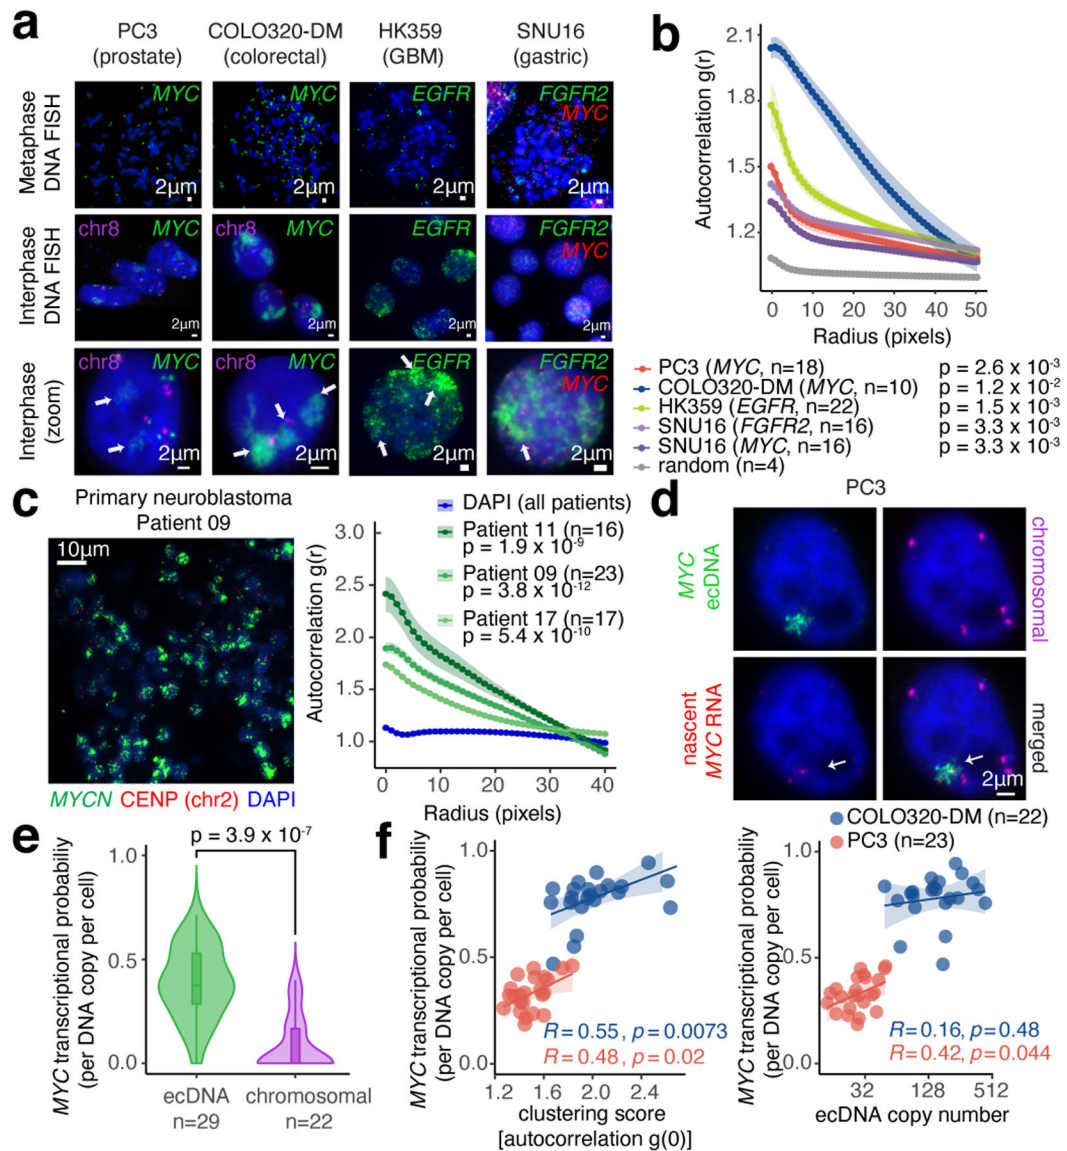 a
PC3
(prostate)
COLO320-DM
(colorectal)
HK359
(GBM)
SNU16
(gastric)
Metaphase
DNA FISH
MYC
2μm
MYC
2μm
EGFR
2μm
FGFR2
MYC
2μm
Interphase
DNA FISH
chr8
MYC
2μm
chr8
MYC
2μm
EGFR
2μm
FGFR2
MYC
2μm
Interphase
(zoom)
chr8
MYC
chr8
MYC
EGFR
FGFR2
MYC
b
Autocorrelation g(r)
2.1
1.8
1.5
1.2
0 10 20 30 40 50
Radius (pixels)
PC3 (MYC, n=18) p = 2.6 x 10-3
COLO320-DM (MYC, n=10) p = 1.2 x 10-2
HK359 (EGFR, n=22) p = 1.5 x 10-3
SNU16 (FGFR2, n=16) p = 3.3 x 10-3
SNU16 (MYC, n=16) p = 3.3 x 10-3
random (n=4)
c
Primary neuroblastoma
Patient 09
10μm
MYCN CENP (chr2) DAPI
Autocorrelation g(r)
3.0
2.5
2.0
1.5
1.0
0 10 20 30 40
Radius (pixels)
DAPI (all patients)
Patient 11 (n=16)
p = 1.9 x 10-9
Patient 09 (n=23)
p = 3.8 x 10-12
Patient 17 (n=17)
p = 5.4 x 10-10
d
PC3
MYC
ecDNA
chromosomal
nascent
MYC RNA
merged
2μm
e
MYC transcriptional probabiliy
(per DNA copy per cell)
p = 3.9 x 10-7
1.0
0.5
0.0
ecDNA
n=29
chromosomal
n=22
f
MYC transcriptional probability
(per DNA copy per cell)
1.0
0.5
0.0
R=0.55, p=0.0073
R=0.48, p=0.02
1.2 1.6 2.0 2.4
clustering score
[autocorrelation g(0)]
COLO320-DM (n=22)
PC3 (n=23)
MYC transcriptional probability
(per DNA copy per cell)
1.0
0.5
0.0
R=0.16, p=0.48
R=0.42, p=0.044
32 128 512
ecDNA copy number